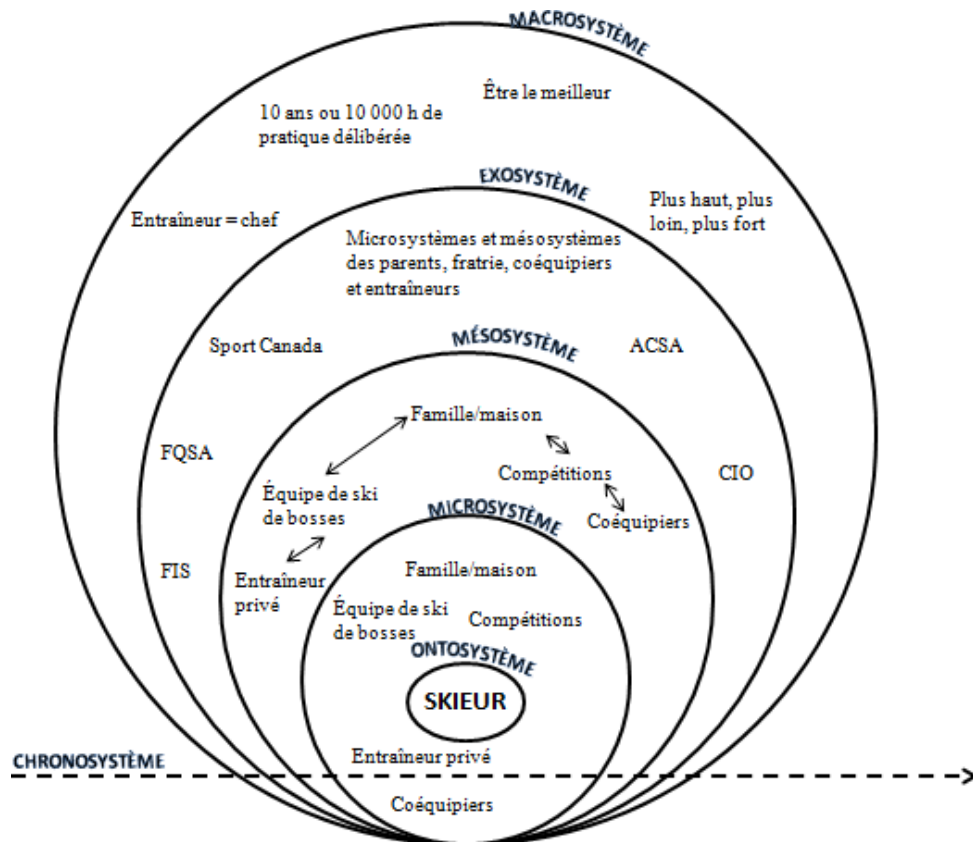 MACROSYSTÈME
Être le meilleur
10 ans ou 10 000 h de
pratique délibérée
EXOSYSTÈME
Plus haut, plus
loin, plus fort
Entraîneur = chef
Microsystèmes et mésosystèmes
des parents, fratrie, coéquipiers
et entraîneurs
Sport Canada
MÉSOSYSTÈME
ACSA
Famille/maison
FQSA
Compétitions
CIO
Équipe de ski
de bosses
MICROSYSTÈME
Coéquipiers
FIS
Entraîneur
privé
Famille/maison
Équipe de ski
de bosses
Compétitions
ONTOSYSTÈME
SKIEUR
Entraîneur privé
CHRONOSYSTÈME
Coéquipiers